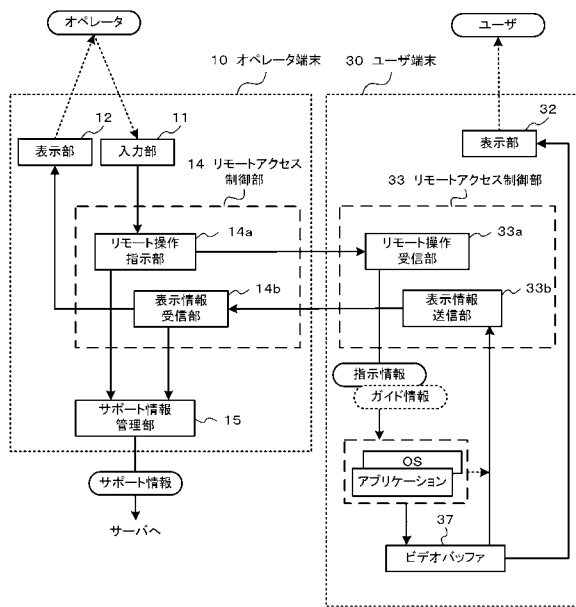 オペレータ
ユーザ
10 オペレータ端末
30 ユーザ端末
12
11
32
表示部
入力部
表示部
14 リモートアクセス
制御部
33 リモートアクセス制御部
14a
33a
リモート操作
指示部
リモート操作
受信部
14b
33b
表示情報
受信部
表示情報
送信部
指示情報
ガイド情報
サポート情報
管理部
15
OS
アプリケーション
サポート情報
37
サーバへ
ビデオバッファ